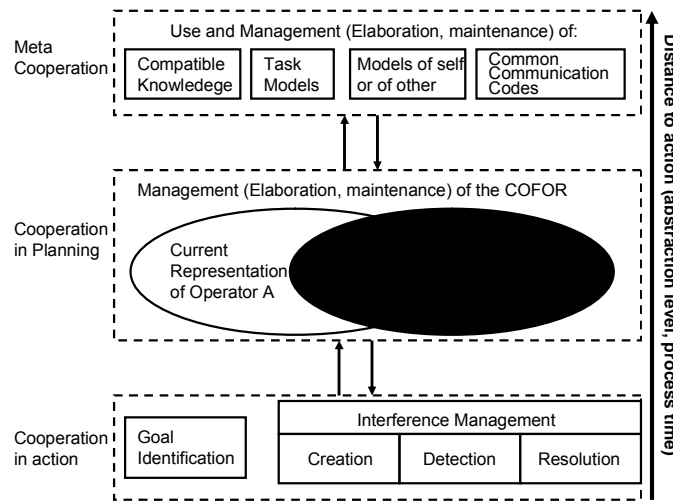 Meta
Cooperation
Use and Management (Elaboration, maintenance) of:
Compatible
Knowledege
Task
Models
Models of self
or of other
Common
Communication
Codes
Cooperation
in Planning
Management (Elaboration, maintenance) of the COFOR
Current
Representation
of Operator A
Cooperation
in action
Goal
Identification
Interference Management
Creation
Detection
Resolution
Distance to action (abstraction level, process time)